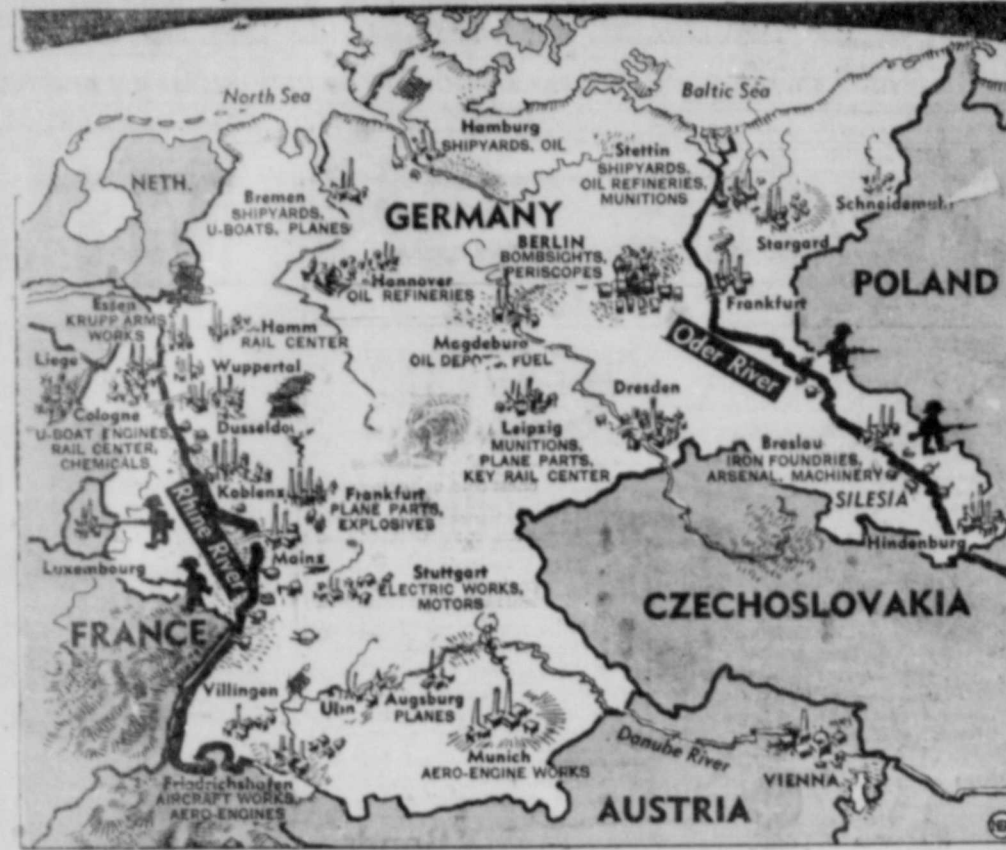 North Sea
Baltic Sea
Hamburg
SHIPYARDS, OIL
Stettin
SHIPYARDS,
OIL REFINERIES,
MUNITIONS
NETH.
Bremen
SHIPYARDS,
U-BOATS, PLANES
GERMANY
Schneidemuhl
Stargard
BERLIN
BOMBSIGHTS,
PERISCOPES
POLAND
Hannover
OIL REFINERIES
Frankfurt
Essen
KRUPP ARMS
WORKS
Hamm
RAIL CENTER
Magdeburg
OIL DEPOTS, FUEL
Oder River
Liege
Wuppertal
Dresden
Cologne
U-BOAT ENGINES,
RAIL CENTER,
CHEMICALS
Dusseldo
Leipzig
MUNITIONS,
PLANE PARTS,
KEY RAIL CENTER
Breslau
IRON FOUNDRIES,
ARSENAL, MACHINERY
SILESIA
Koblenz
Frankfurt
PLANE PARTS,
EXPLOSIVES
Rhine River
Hindenburg
Mainz
Luxembourg
Stuttgart
ELECTRIC WORKS,
MOTORS
CZECHOSLOVAKIA
FRANCE
Villingen
Ulm
Augsburg
PLANES
Munich
AERO-ENGINE WORKS
Danube River
VIENNA
Friedrichshafen
AIRCRAFT WORKS,
AERO-ENGINES
AUSTRIA